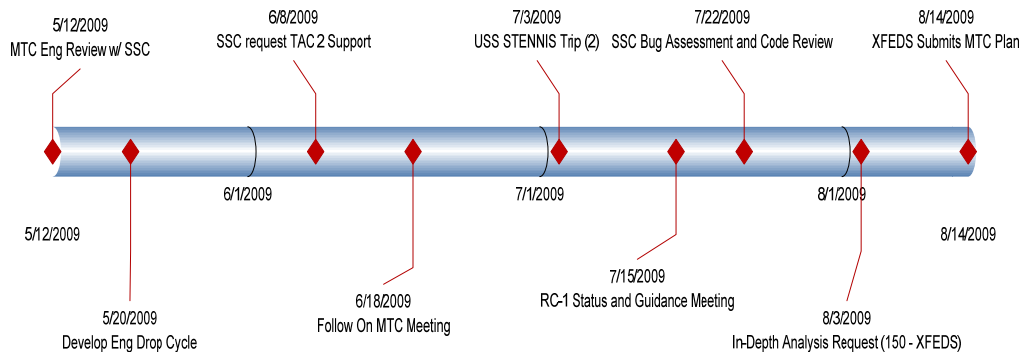 5/12/2009
MTC Eng Review w/ SSC
6/8/2009
SSC request TAC 2 Support
7/3/2009
USS STENNIS Trip (2)
7/22/2009
SSC Bug Assessment and Code Review
8/14/2009
XFEDS Submits MTC Plan
6/1/2009
7/1/2009
8/1/2009
5/12/2009
8/14/2009
5/20/2009
Develop Eng Drop Cycle
6/18/2009
Follow On MTC Meeting
7/15/2009
RC-1 Status and Guidance Meeting
8/3/2009
In-Depth Analysis Request (150 - XFEDS)